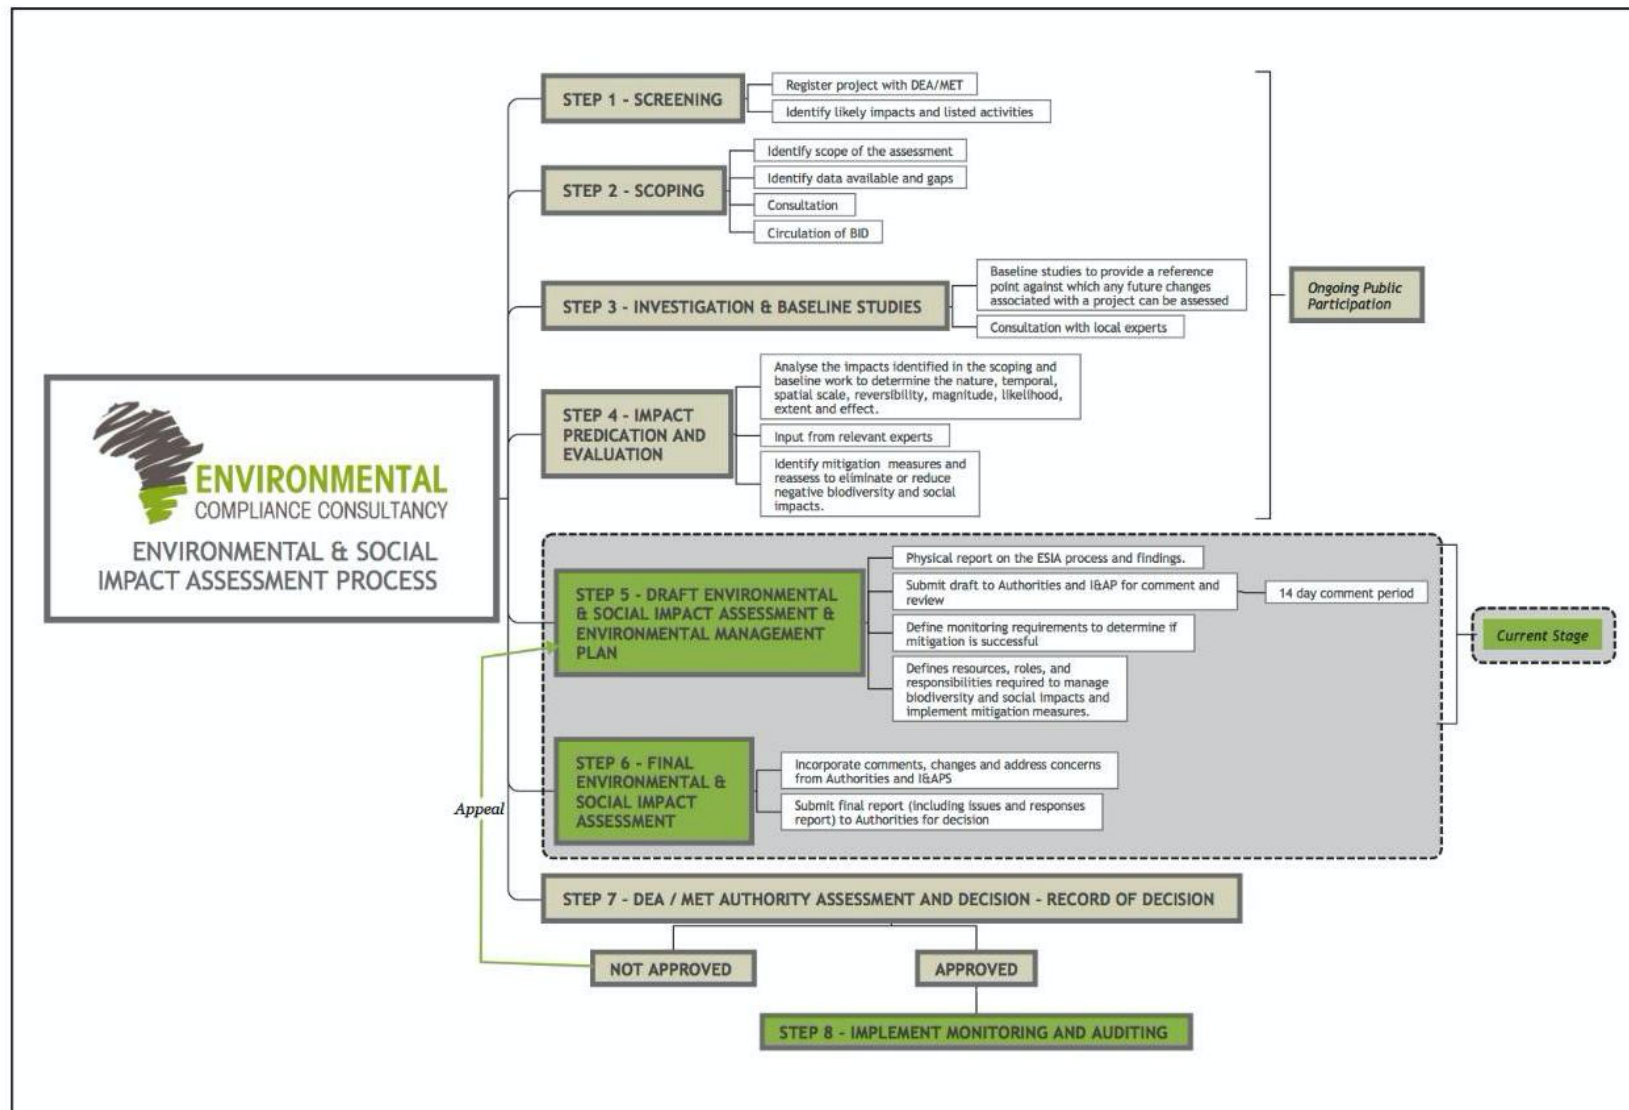 STEP 1 - SCREENING
Register project with DEA/MET
Identify likely impacts and listed activities
STEP 2 - SCOPING
Identify scope of the assessment
Identify data available and gaps
Consultation
Circulation of BID
STEP 3 - INVESTIGATION & BASELINE STUDIES
Baseline studies to provide a reference
point against which any future changes
associated with a project can be assessed
Consultation with local experts
Ongoing Public
Participation
STEP 4 - IMPACT
PREDICATION AND
EVALUATION
Analyse the impacts identified in the scoping and
baseline work to determine the nature, temporal,
spatial scale, reversibility, magnitude, likelihood,
extent and effect.
Input from relevant experts
Identify mitigation measures and
reassess to eliminate or reduce
negative biodiversity and social
impacts.
ENVIRONMENTAL
COMPLIANCE CONSULTANCY
ENVIRONMENTAL & SOCIAL
IMPACT ASSESSMENT PROCESS
STEP 5 - DRAFT ENVIRONMENTAL
& SOCIAL IMPACT ASSESSMENT &
ENVIRONMENTAL MANAGEMENT
PLAN
Physical report on the ESIA process and findings.
Submit draft to Authorities and I&AP for comment and
review
14 day comment period
Define monitoring requirements to determine if
mitigation is successful
Defines resources, roles, and
responsibilities required to manage
biodiversity and social impacts and
implement mitigation measures.
Current Stage
STEP 6 - FINAL
ENVIRONMENTAL &
SOCIAL IMPACT
ASSESSMENT
Incorporate comments, changes and address concerns
from Authorities and I&APS
Submit final report (including issues and responses
report) to Authorities for decision
Appeal
STEP 7 - DEA / MET AUTHORITY ASSESSMENT AND DECISION - RECORD OF DECISION
NOT APPROVED
APPROVED
STEP 8 - IMPLEMENT MONITORING AND AUDITING